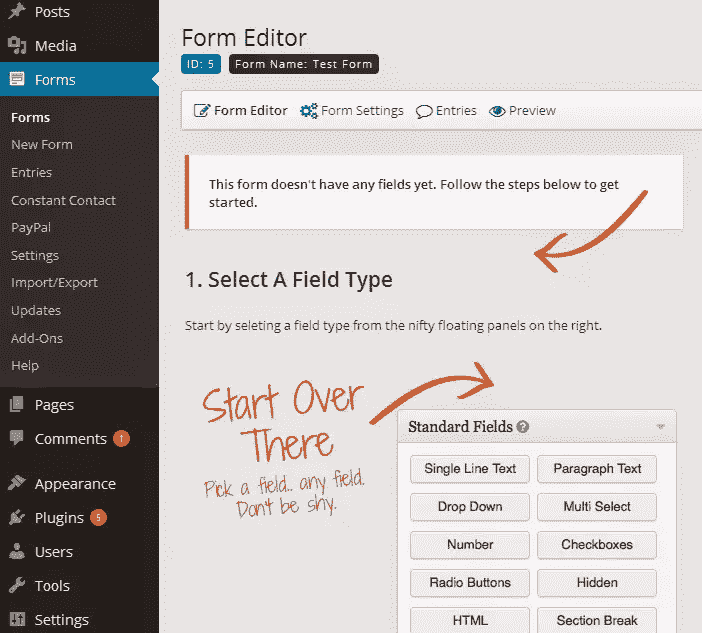 Posts
Media
Forms
Forms
New Form
Entries
Constant Contact
PayPal
Settings
Import/Export
Updates
Add-Ons
Help
Pages
Comments 1
Appearance
Plugins 5
Users
Tools
Settings
Form Editor
ID: 5 Form Name: Test Form
Form Editor Form Settings Entries Preview
This form doesn't have any fields yet. Follow the steps below to get
started.
1. Select A Field Type
Start by seleting a field type from the nifty floating panels on the right.
Start Over
There
Pick a field.. any field.
Don't be shy.
Standard Fields ?
Single Line Text Paragraph Text
Drop Down Multi Select
Number Checkboxes
Radio Buttons Hidden
HTML Section Break